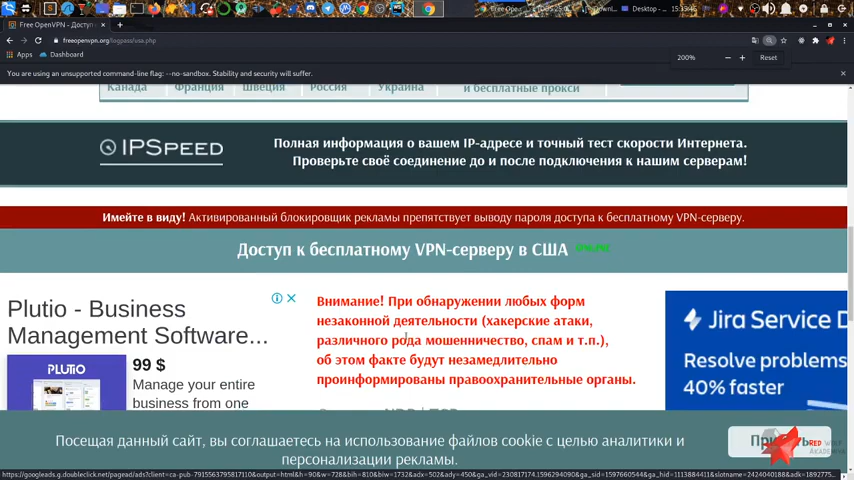 Free OpenVPN - Доступ
freeopenvpn.org/logpass/usa.php
Apps
Dashboard
200%
Reset
You are using an unsupported command-line flag: --no-sandbox. Stability and security will suffer.
Канада Франция Швеция Россия Украина
и бесплатные прокси
IPSPEED
Полная информация о вашем IP-адресе и точный тест скорости Интернета.
Проверьте своё соединение до и после подключения к нашим серверам!
Имейте в виду! Активированный блокировщик рекламы препятствует выводу пароля доступа к бесплатному VPN-серверу.
Доступ к бесплатному VPN-серверу в США
Внимание! При обнаружении любых форм
незаконной деятельности (хакерские атаки,
различного рода мошенничество, спам и т.п.),
об этом факте будут незамедлительно
проинформированы правоохранительные органы.
Plutio - Business
Management Software...
PLUTIO
99 $
Manage your entire
business from one
Jira Service D
Resolve problems
40% faster
Посещая данный сайт, вы соглашаетесь на использование файлов cookie с целью аналитики и
персонализации рекламы.
RED WOLF